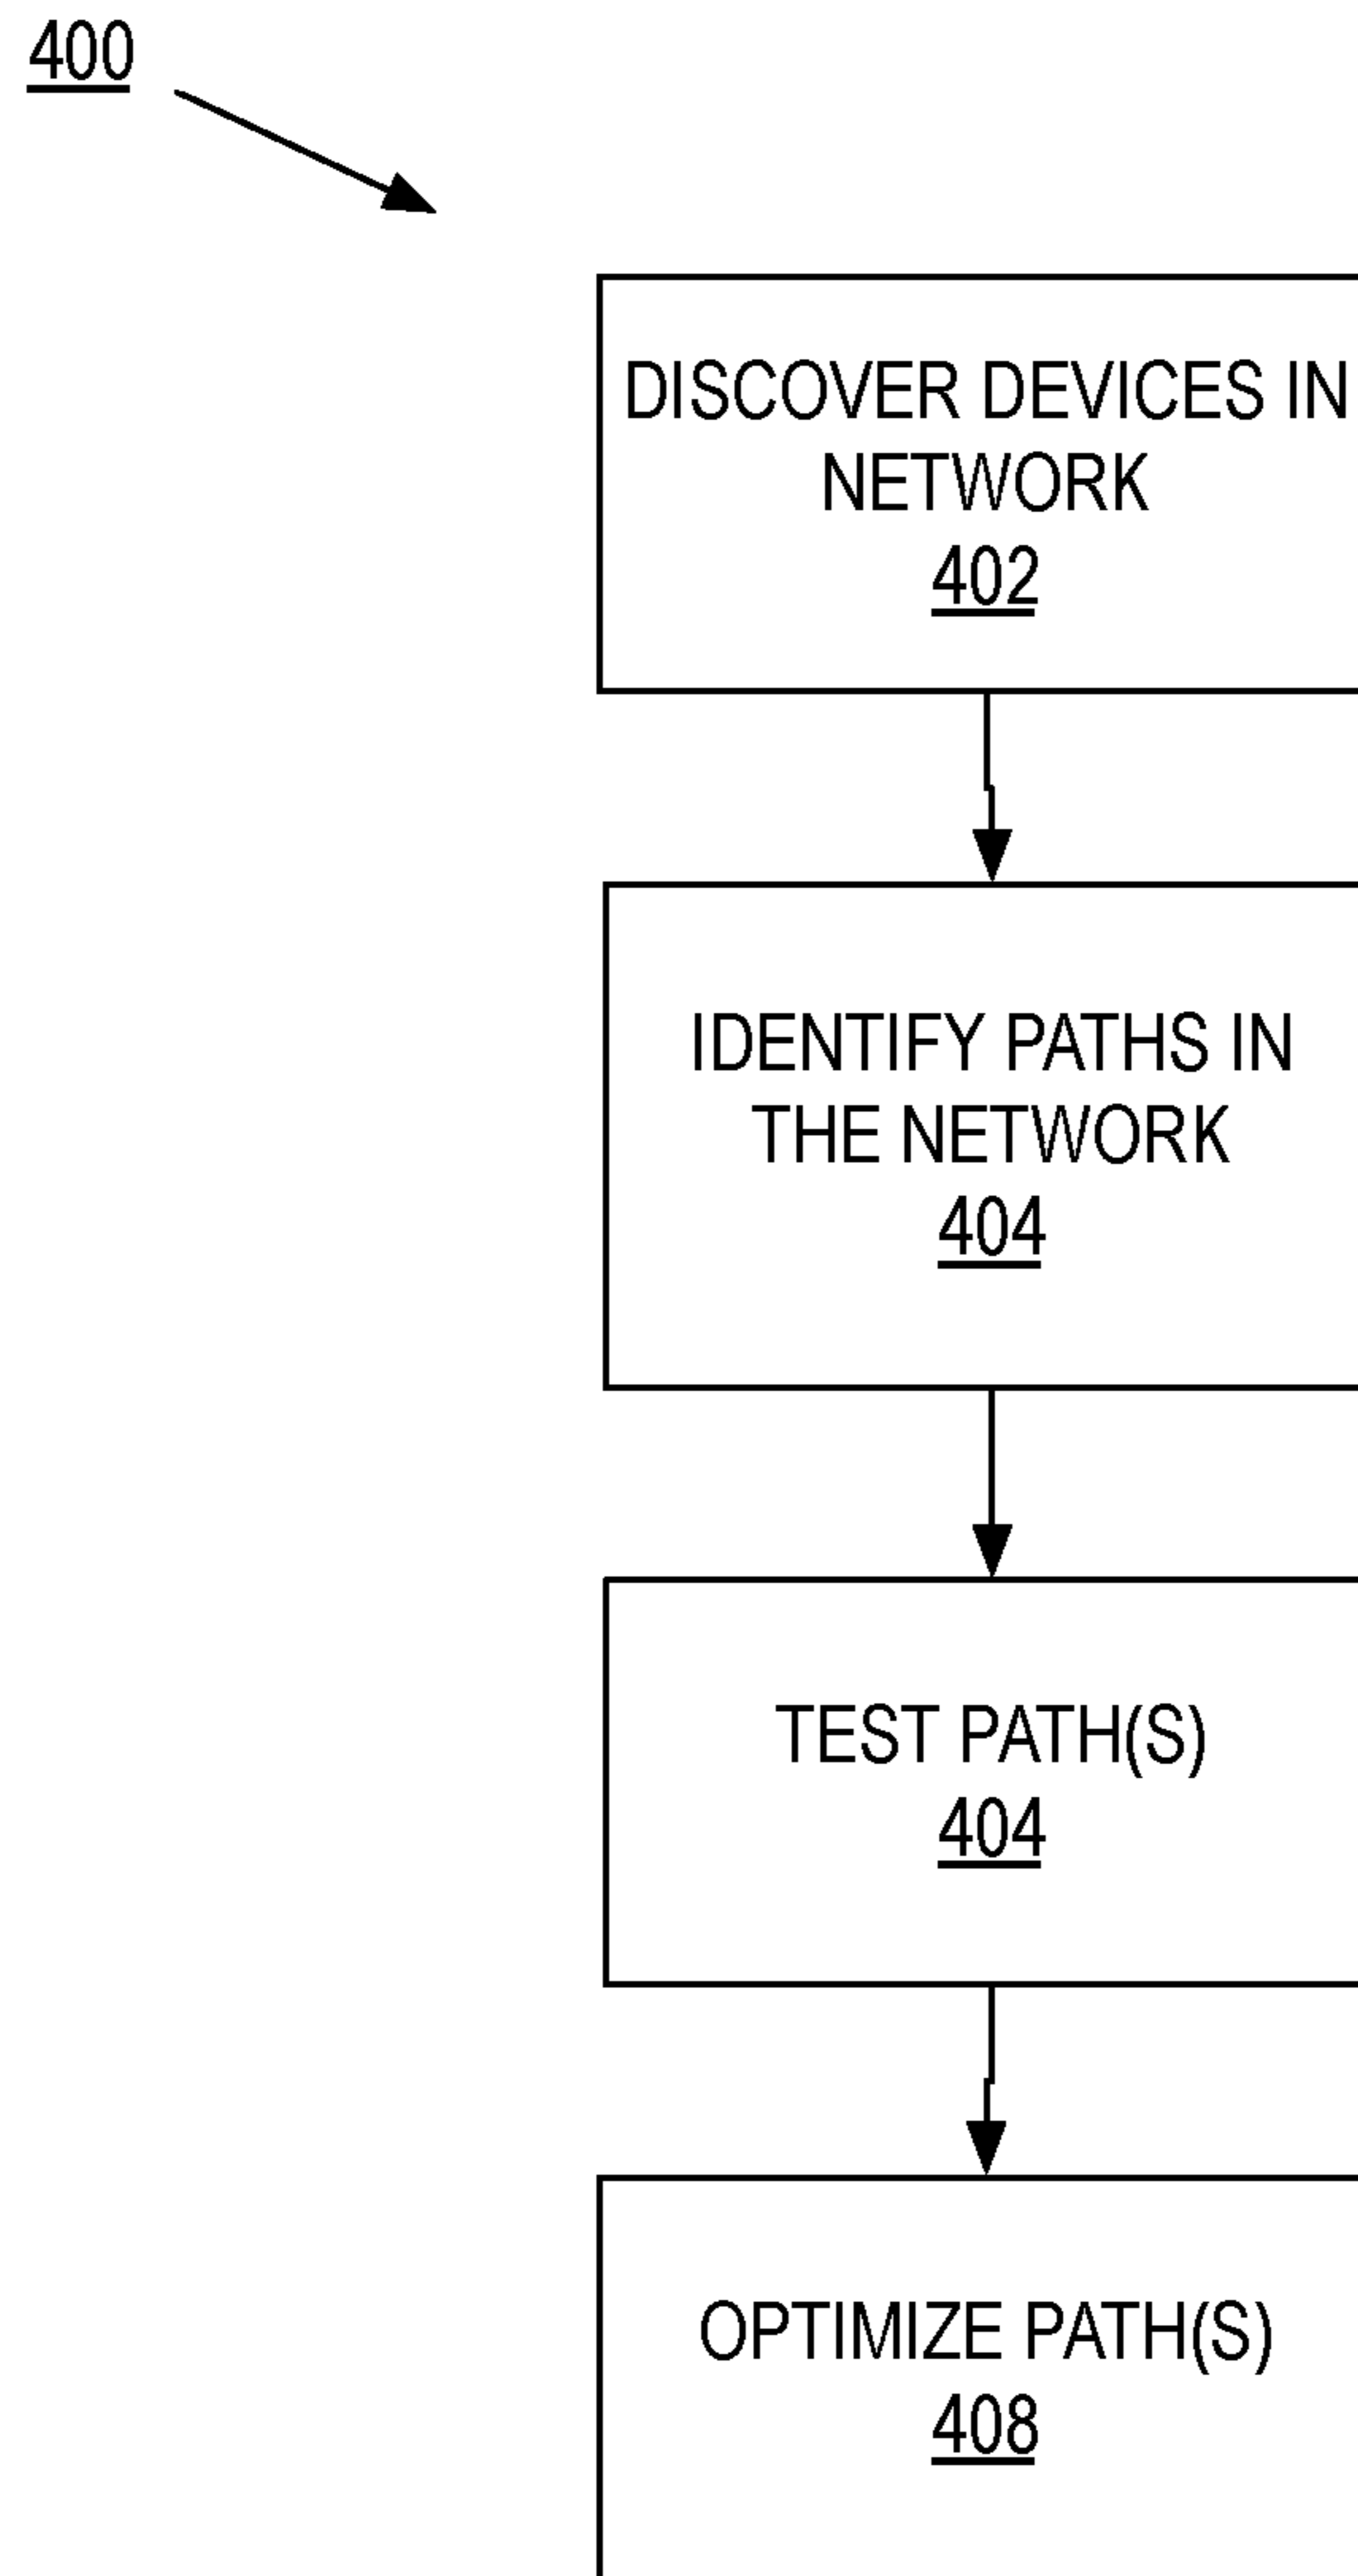 400
DISCOVER DEVICES IN
NETWORK
402
IDENTIFY PATHS IN
THE NETWORK
404
TEST PATH(S)
404
OPTIMIZE PATH(S)
408